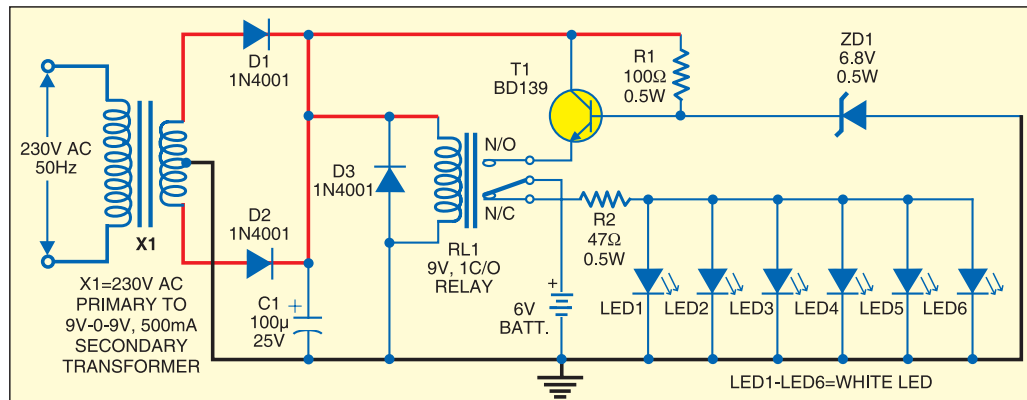 D1
1N4001
T1
BD139
R1
100Ω
0.5W
ZD1
6.8V
0.5W
230V AC
50Hz
X1
D3
1N4001
N/O
N/C
D2
1N4001
RL1
9V, 1C/O
RELAY
R2
47Ω
0.5W
X1=230V AC
PRIMARY TO
9V-0-9V, 500mA
SECONDARY
TRANSFORMER
C1
+
100µ
25V
+
6V
BATT.
LED1
LED2
LED3
LED4
LED5
LED6
LED1-LED6=WHITE LED